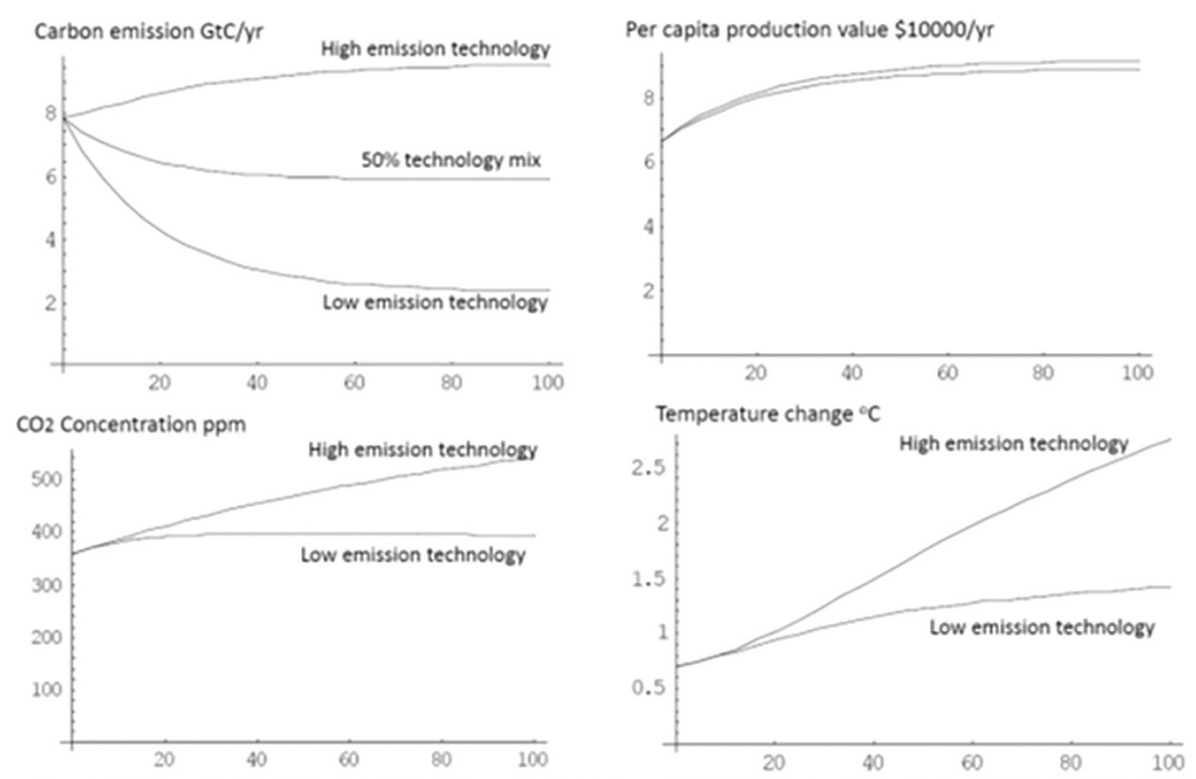 Carbon emission GtC/yr
High emission technology
8
50% technology mix
6
4
2
Low emission technology
20 40 60 80 100
Per capita production value $10000/yr
8
6
4
2
20 40 60 80 100
CO2 Concentration ppm
High emission technology
500
400
Low emission technology
300
200
100
20 40 60 80 100
Temperature change °C
High emission technology
2.5
2
1.5
1
Low emission technology
0.5
20 40 60 80 100